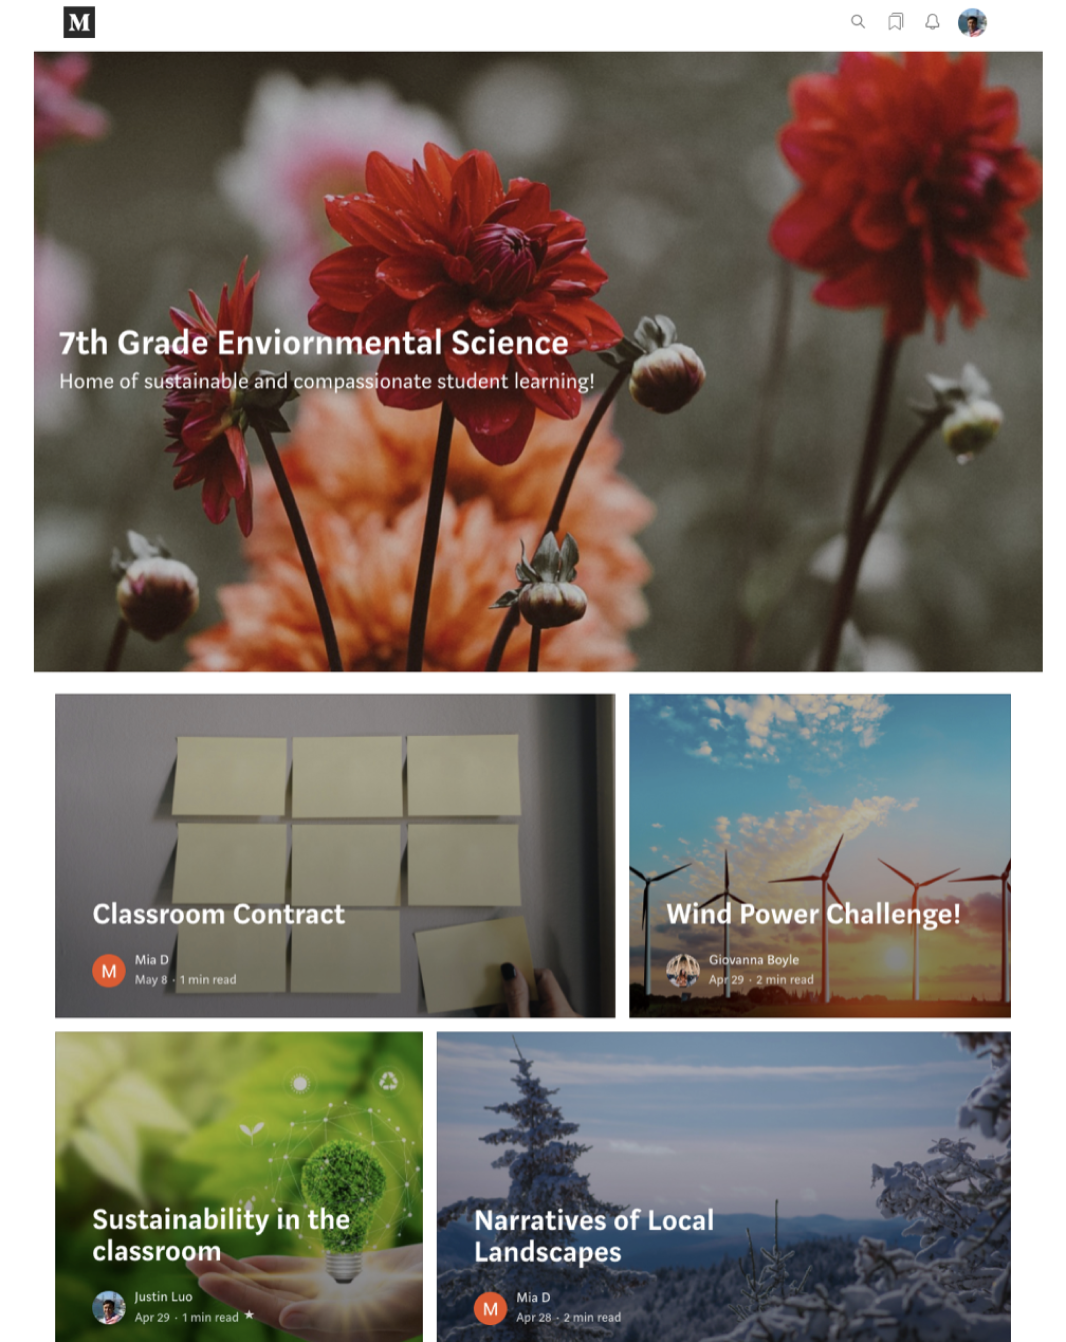 M
7th Grade Enviornmental Science
Home of sustainable and compassionate student learning!
Classroom Contract
M
Mia D
May 8 · 1 min read
Wind Power Challenge!
Giovanna Boyle
Apr 29 · 2 min read
Sustainability in the
classroom
Justin Luo
Apr 29 · 1 min read ★
Narratives of Local
Landscapes
M
Mia D
Apr 28 · 2 min read